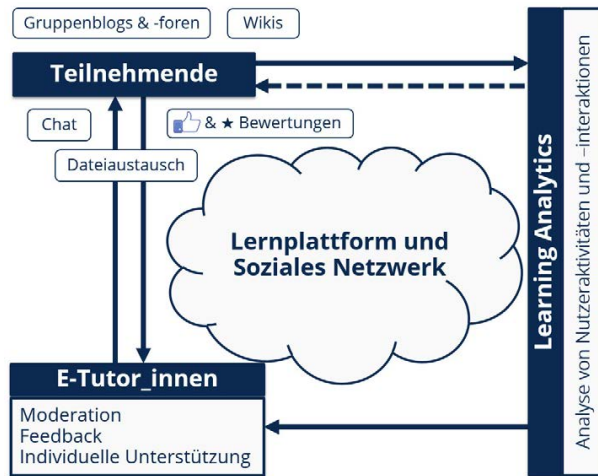 Gruppenblogs & -foren
Wikis
Teilnehmende
Chat
& ★ Bewertungen
Dateiaustausch
Lernplattform und
Soziales Netzwerk
E-Tutor_innen
Moderation
Feedback
Individuelle Unterstützung
Learning Analytics
Analyse von Nutzeraktivitäten und –interaktionen